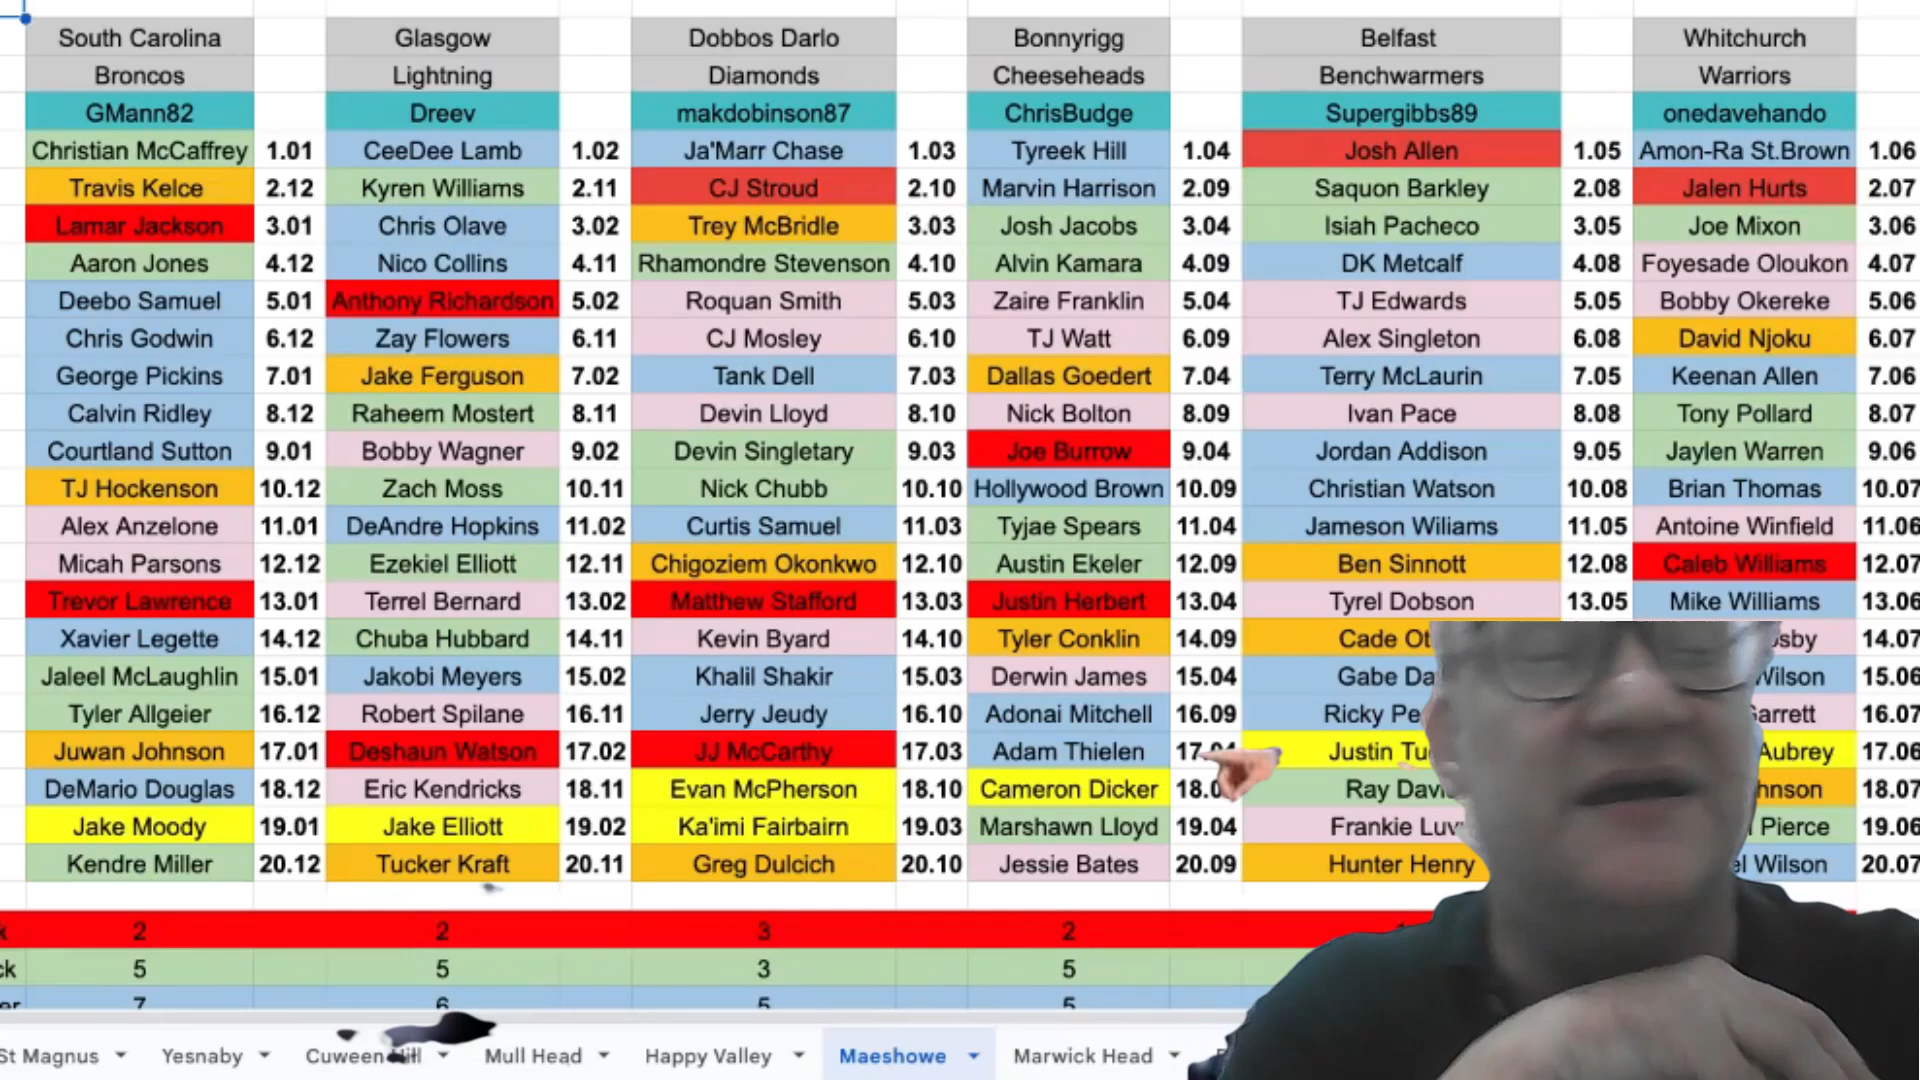 South Carolina Glasgow Dobbos Darlo Bonnyrigg Belfast Whitchurch
Broncos Lightning Diamonds Cheeseheads Benchwarmers Warriors
GMann82 Dreev makdobinson87 ChrisBudge Supergibbs89 onedavehando
Christian McCaffrey 1.01 CeeDee Lamb 1.02 Ja'Marr Chase 1.03 Tyreek Hill 1.04 Josh Allen 1.05 Amon-Ra St.Brown 1.06
Travis Kelce 2.12 Kyren Williams 2.11 CJ Stroud 2.10 Marvin Harrison 2.09 Saquon Barkley 2.08 Jalen Hurts 2.07
Lamar Jackson 3.01 Chris Olave 3.02 Trey McBridle 3.03 Josh Jacobs 3.04 Isiah Pacheco 3.05 Joe Mixon 3.06
Aaron Jones 4.12 Nico Collins 4.11 Rhamondre Stevenson 4.10 Alvin Kamara 4.09 DK Metcalf 4.08 Foyesade Oloukon 4.07
Deebo Samuel 5.01 Anthony Richardson 5.02 Roquan Smith 5.03 Zaire Franklin 5.04 TJ Edwards 5.05 Bobby Okereke 5.06
Chris Godwin 6.12 Zay Flowers 6.11 CJ Mosley 6.10 TJ Watt 6.09 Alex Singleton 6.08 David Njoku 6.07
George Pickins 7.01 Jake Ferguson 7.02 Tank Dell 7.03 Dallas Goedert 7.04 Terry McLaurin 7.05 Keenan Allen 7.06
Calvin Ridley 8.12 Raheem Mostert 8.11 Devin Lloyd 8.10 Nick Bolton 8.09 Ivan Pace 8.08 Tony Pollard 8.07
Courtland Sutton 9.01 Bobby Wagner 9.02 Devin Singletary 9.03 Joe Burrow 9.04 Jordan Addison 9.05 Jaylen Warren 9.06
TJ Hockenson 10.12 Zach Moss 10.11 Nick Chubb 10.10 Hollywood Brown 10.09 Christian Watson 10.08 Brian Thomas 10.07
Alex Anzelone 11.01 DeAndre Hopkins 11.02 Curtis Samuel 11.03 Tyjae Spears 11.04 Jameson Wiliams 11.05 Antoine Winfield 11.06
Micah Parsons 12.12 Ezekiel Elliott 12.11 Chigoziem Okonkwo 12.10 Austin Ekeler 12.09 Ben Sinnott 12.08 Caleb Williams 12.07
Trevor Lawrence 13.01 Terrel Bernard 13.02 Matthew Stafford 13.03 Justin Herbert 13.04 Tyrel Dobson 13.05 Mike Williams 13.06
Xavier Legette 14.12 Chuba Hubbard 14.11 Kevin Byard 14.10 Tyler Conklin 14.09 Cade 14.07
Jaleel McLaughlin 15.01 Jakobi Meyers 15.02 Khalil Shakir 15.03 Derwin James 15.04 Gabe Wilson 15.06
Tyler Allgeier 16.12 Robert Spilane 16.11 Jerry Jeudy 16.10 Adonai Mitchell 16.09 Ricky 16.07
Juwan Johnson 17.01 Deshaun Watson 17.02 JJ McCarthy 17.03 Adam Thielen Justin Aubrey 17.06
DeMario Douglas 18.12 Eric Kendricks 18.11 Evan McPherson 18.10 Cameron Dicker Ray 18.07
Jake Moody 19.01 Jake Elliott 19.02 Ka'imi Fairbairn 19.03 Marshawn Lloyd 19.04 Frankie Pierce 19.06
Kendre Miller 20.12 Tucker Kraft 20.11 Greg Dulcich 20.10 Jessie Bates 20.09 Hunter Henry Wilson 20.07
2 2 3 2
5 5 3 5
7 6 5 5
St Magnus Yesnaby Cuween Hill Mull Head Happy Valley Maeshowe Marwick Head